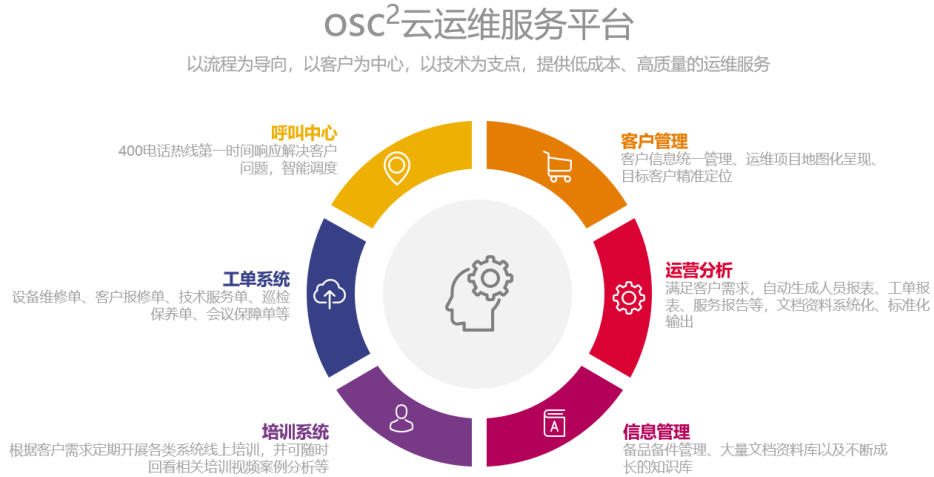 OSC²云运维服务平台
以流程为导向，以客户为中心，以技术为支点，提供低成本、高质量的运维服务
呼叫中心
400电话热线第一时间响应解决客户
问题，智能调度
客户管理
客户信息统一管理、运维项目地图化呈现、
目标客户精准定位
工单系统
设备维修单、客户报修单、技术服务单、巡检
保养单、会议保障单等
运营分析
满足客户需求，自动生成人员报表、工单报
表、服务报告等，文档资料系统化、标准化
输出
培训系统
根据客户需求定期开展各类系统线上培训，并可随时
回看相关培训视频案例分析等
A
信息管理
备品备件管理、大量文档资料库以及不断成
长的知识库